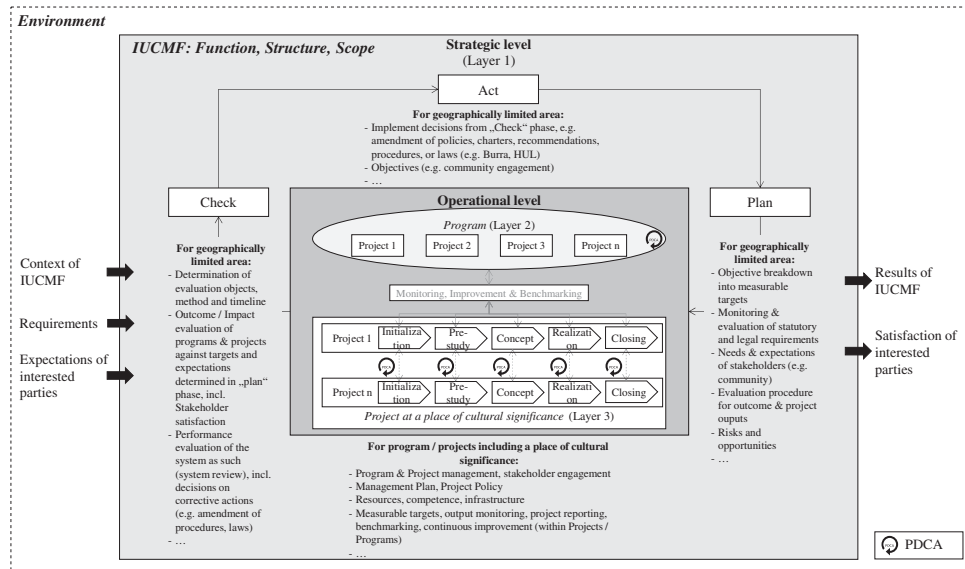 Environment
IUCMF: Function, Structure, Scope
Strategic level
(Layer 1)
Act
For geographically limited area:
- Implement decisions from „Check“ phase, e.g.
amendment of policies, charters, recommendations,
procedures, or laws (e.g. Burra, HUL)
- Objectives (e.g. community engagement)
- …
Check
For geographically
limited area:
- Determination of
evaluation objects,
method and timeline
- Outcome / Impact
evaluation of
programs & projects
against targets and
expectations
determined in „plan“
phase, incl.
Stakeholder
satisfaction
- Performance
evaluation of the
system as such
(system review), incl.
decisions on
corrective actions
(e.g. amendment of
procedures, laws)
- …
Context of
IUCMF
Requirements
Expectations of
interested
parties
Operational level
Program (Layer 2)
Project 1
Project 2
Project 3
Project n
PDCA
Monitoring, Improvement & Benchmarking
Project 1
Initializa
tion
Pre-
study
Concept
Realizati
on
Closing
PDCA
PDCA
PDCA
PDCA
PDCA
Project n
Initializa
tion
Pre-
study
Concept
Realizati
on
Closing
Project at a place of cultural significance (Layer 3)
For program / projects including a place of cultural
significance:
- Program & Project management, stakeholder engagement
- Management Plan, Project Policy
- Resources, competence, infrastructure
- Measurable targets, output monitoring, project reporting,
benchmarking, continuous improvement (within Projects /
Programs)
- …
Plan
For geographically
limited area:
- Objective breakdown
into measurable
targets
- Monitoring &
evaluation of statutory
and legal requirements
- Needs & expectations
of stakeholders (e.g.
community)
- Evaluation procedure
for outcome & project
ouputs
- Risks and
opportunities
- …
Results of
IUCMF
Satisfaction of
interested
parties
PDCA
PDCA